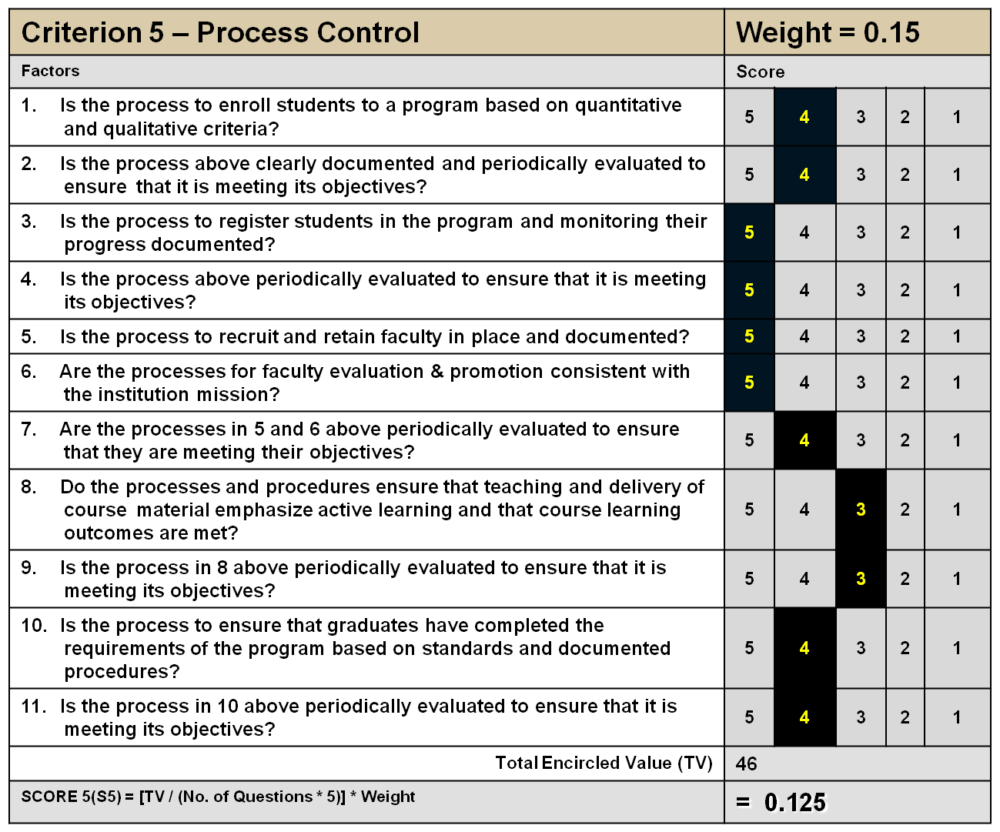 Criterion 5 – Process Control Weight = 0.15
Factors Score
1. Is the process to enroll students to a program based on quantitative
and qualitative criteria?
5 4 3 2 1
2. Is the process above clearly documented and periodically evaluated to
ensure that it is meeting its objectives?
5 4 3 2 1
3. Is the process to register students in the program and monitoring their
progress documented?
5 4 3 2 1
4. Is the process above periodically evaluated to ensure that it is meeting
its objectives?
5 4 3 2 1
5. Is the process to recruit and retain faculty in place and documented?
5 4 3 2 1
6. Are the processes for faculty evaluation & promotion consistent with
the institution mission?
5 4 3 2 1
7. Are the processes in 5 and 6 above periodically evaluated to ensure
that they are meeting their objectives?
5 4 3 2 1
8. Do the processes and procedures ensure that teaching and delivery of
course material emphasize active learning and that course learning
outcomes are met?
5 4 3 2 1
9. Is the process in 8 above periodically evaluated to ensure that it is
meeting its objectives?
5 4 3 2 1
10. Is the process to ensure that graduates have completed the
requirements of the program based on standards and documented
procedures?
5 4 3 2 1
11. Is the process in 10 above periodically evaluated to ensure that it is
meeting its objectives?
5 4 3 2 1
Total Encircled Value (TV) 46
SCORE 5(S5) = [TV / (No. of Questions * 5)] * Weight = 0.125